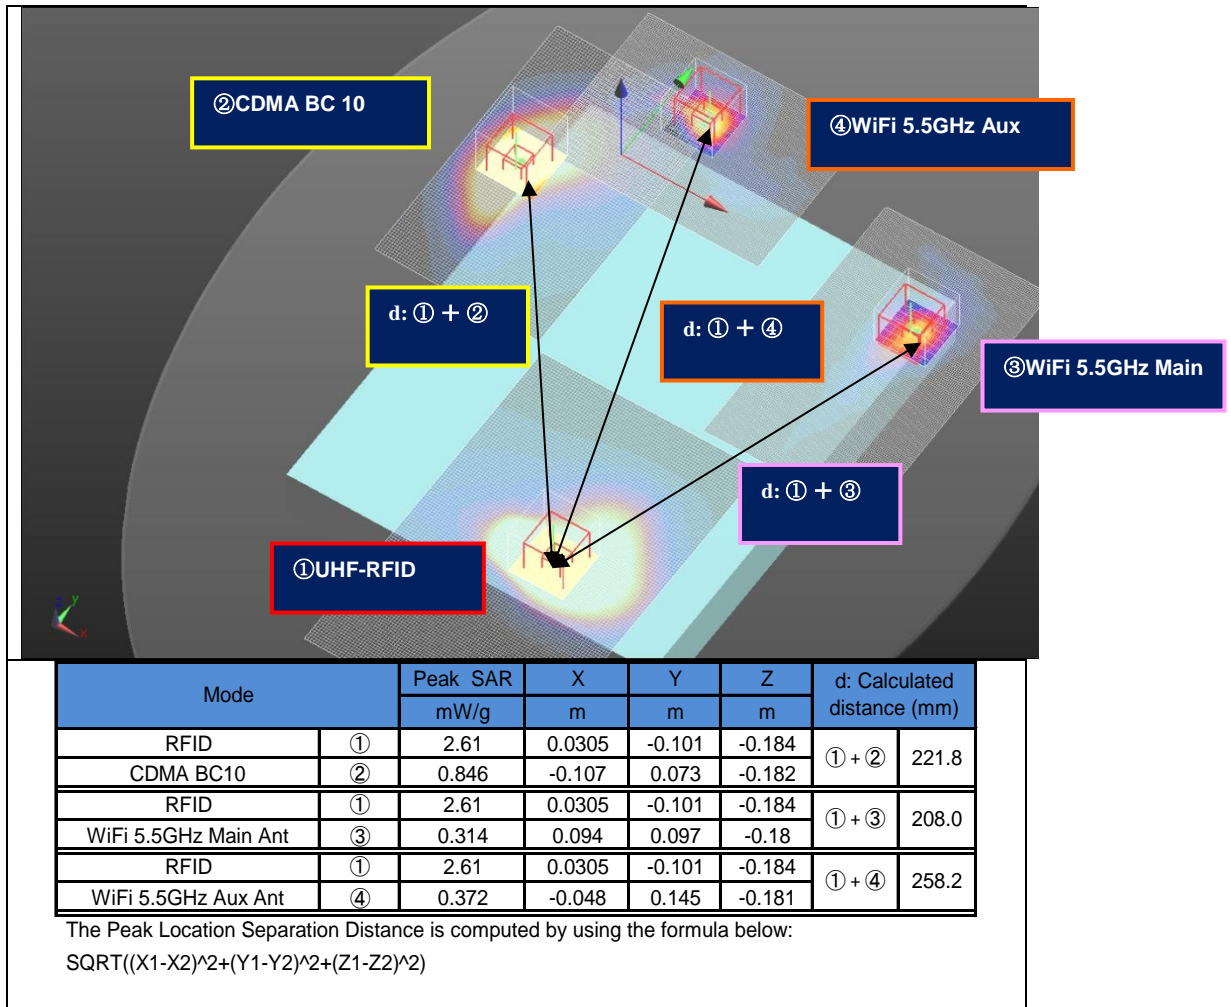 ②CDMA BC 10
④WiFi 5.5GHz Aux
d: ① + ②
d: ① + ④
③WiFi 5.5GHz Main
d: ① + ③
①UHF-RFID
y
x
Mode Peak SAR X Y Z d: Calculated distance (mm)
mW/g m m m
RFID ① 2.61 0.0305 -0.101 -0.184 ① + ② 221.8
CDMA BC10 ② 0.846 -0.107 0.073 -0.182
RFID ① 2.61 0.0305 -0.101 -0.184 ① + ③ 208.0
WiFi 5.5GHz Main Ant ③ 0.314 0.094 0.097 -0.18
RFID ① 2.61 0.0305 -0.101 -0.184 ① + ④ 258.2
WiFi 5.5GHz Aux Ant ④ 0.372 -0.048 0.145 -0.181
The Peak Location Separation Distance is computed by using the formula below:
SQRT((X1-X2)^2+(Y1-Y2)^2+(Z1-Z2)^2)